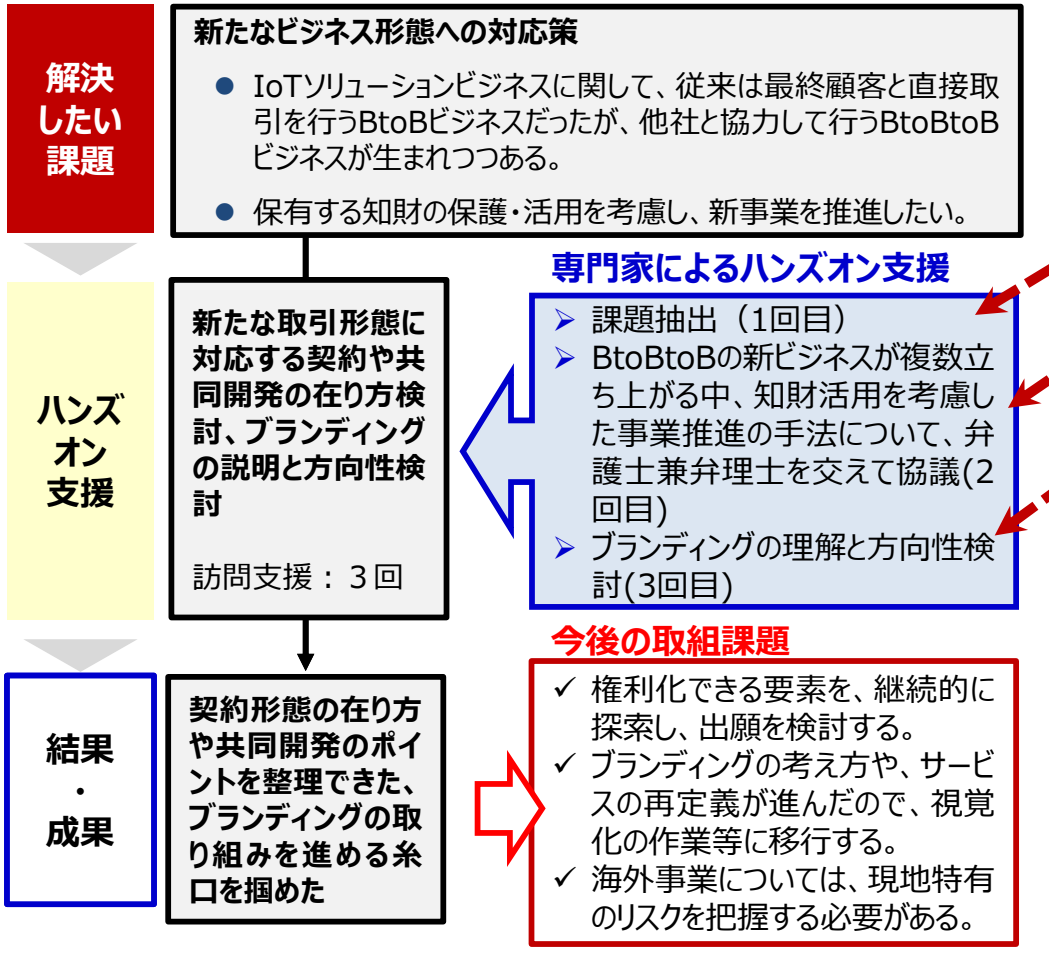 解決
したい
課題
新たなビジネス形態への対応策
● IoTソリューションビジネスに関して、従来は最終顧客と直接取
引を行うBtoBビジネスだったが、他社と協力して行うBtoBtoB
ビジネスが生まれつつある。
● 保有する知財の保護・活用を考慮し、新事業を推進したい。
ハンズ
オン
支援
新たな取引形態に
対応する契約や共
同開発の在り方検
討、ブランディング
の説明と方向性検
討
訪問支援：３回
専門家によるハンズオン支援
➢ 課題抽出（1回目）
➢ BtoBtoBの新ビジネスが複数立
ち上がる中、知財活用を考慮し
た事業推進の手法について、弁
護士兼弁理士を交えて協議(2
回目)
➢ ブランディングの理解と方向性検
討(3回目)
結果
・
成果
契約形態の在り方
や共同開発のポイ
ントを整理できた、
ブランディングの取
り組みを進める糸
口を掴めた
今後の取組課題
✓ 権利化できる要素を、継続的に
探索し、出願を検討する。
✓ ブランディングの考え方や、サービ
スの再定義が進んだので、視覚
化の作業等に移行する。
✓ 海外事業については、現地特有
のリスクを把握する必要がある。